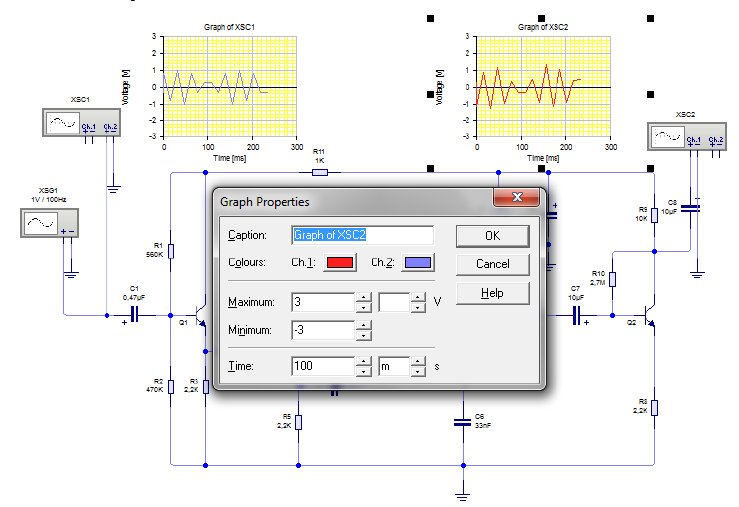 Graph of XSC1
3
2
1
0
-1
-2
-3
Voltage [V]
0
100
200
300
Time [ms]
Graph of XSC2
3
2
1
0
-1
-2
-3
Voltage [V]
0
100
200
300
Time [ms]
XSC1
Ch.1 Ch.2
+ - + -
XSC2
Ch.1 Ch.2
+ - + -
R11
1K
XSG1
1V / 100Hz
+ -
Graph Properties
Caption: Graph of XSC2
Colours: Ch.1: Ch.2:
Maximum: 3 V
Minimum: -3
Time: 100 m s
OK
Cancel
Help
R1
560K
C1
0,47µF
+
Q1
R2
470K
R3
2,2K
R5
2,2K
C6
33nF
+
R9
10K
C8
10µF
R10
2,7M
C7
10µF
+
Q2
R8
2,2K